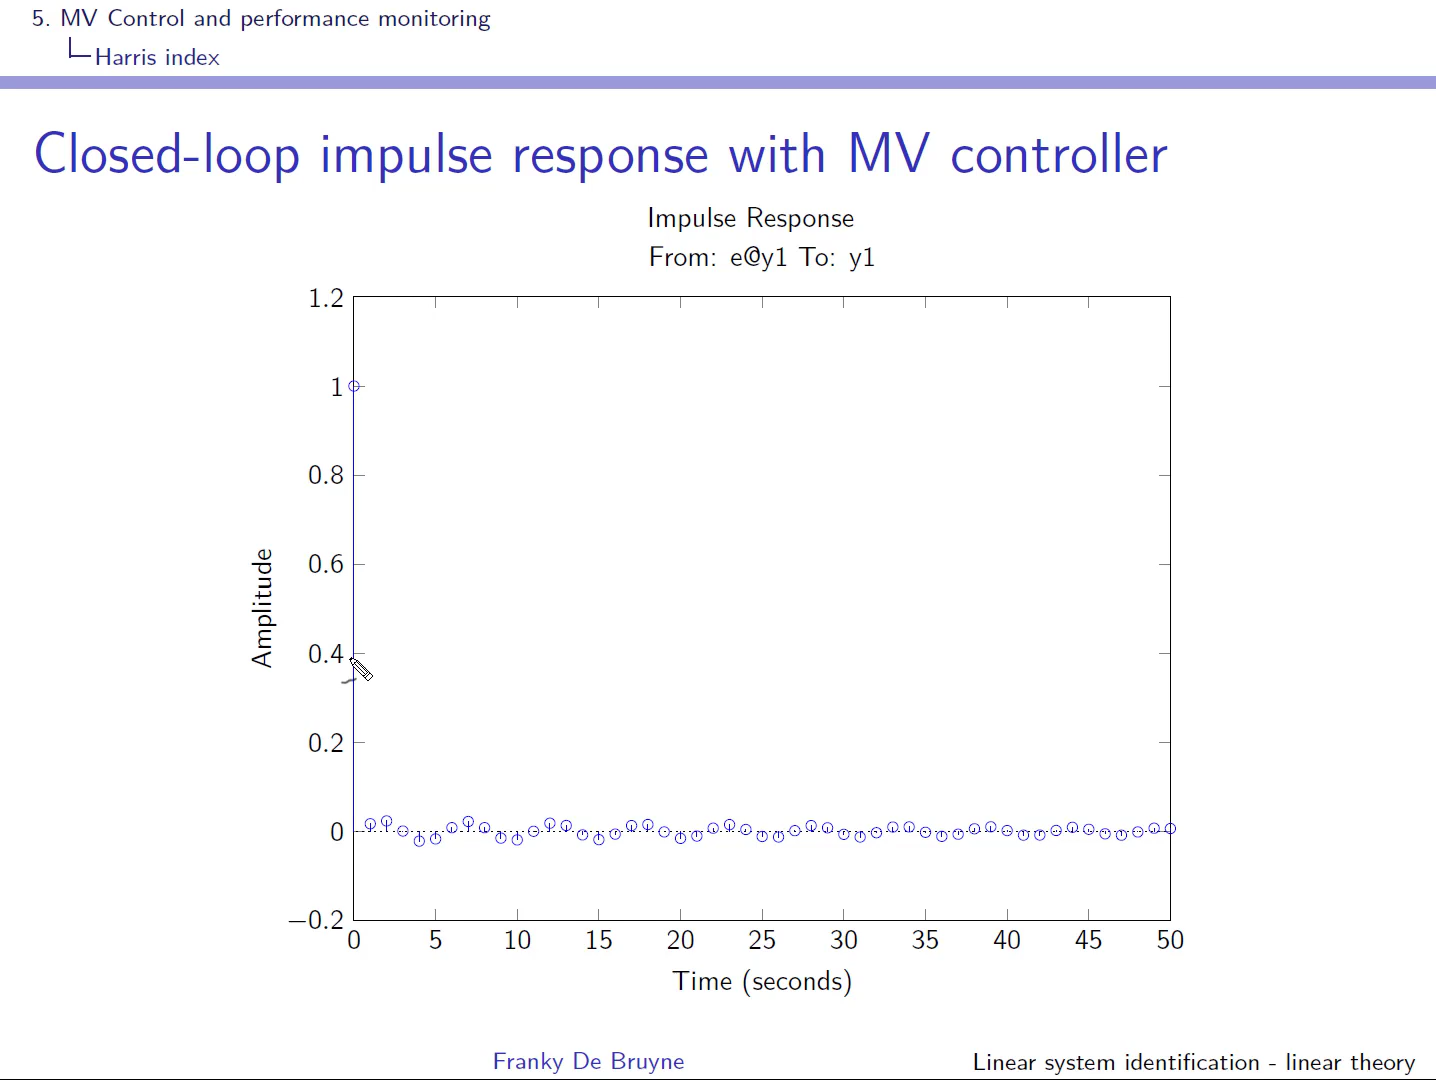 5. MV Control and performance monitoring
Harris index
Closed-loop impulse response with MV controller
Impulse Response
From: e@y1 To: y1
1.2
1
0.8
0.6
0.4
0.2
0
−0.2
Amplitude
0 5 10 15 20 25 30 35 40 45 50
Time (seconds)
Franky De Bruyne
Linear system identification - linear theory